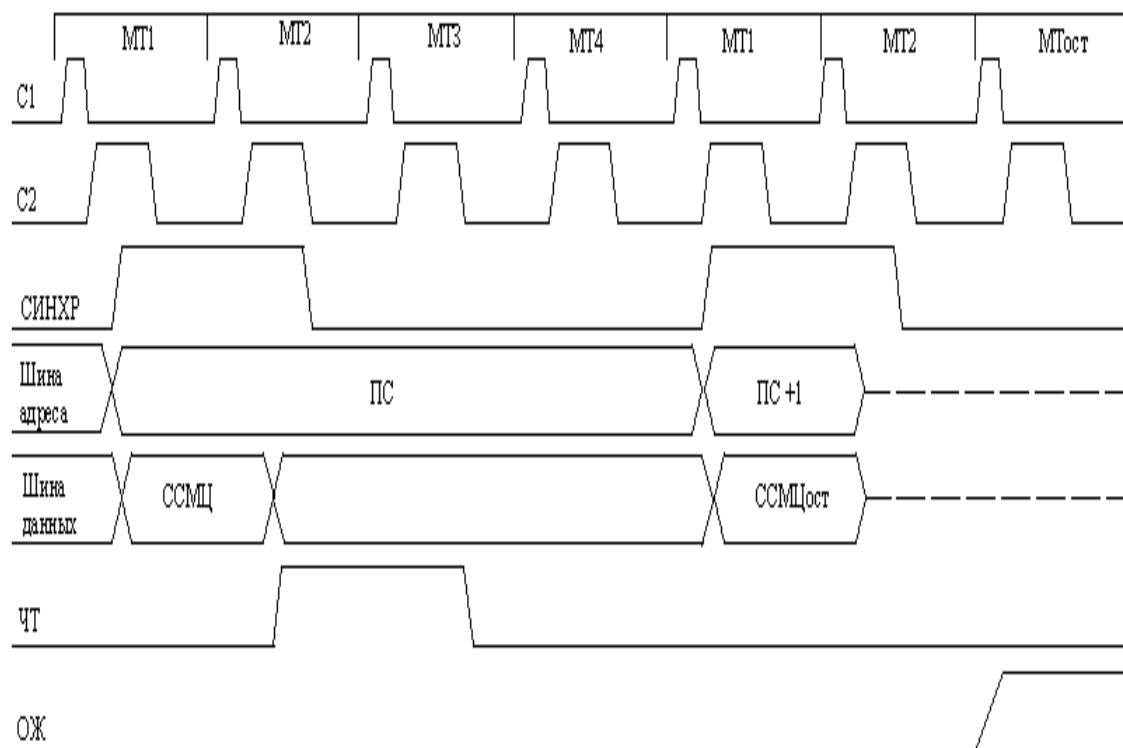 МТ1 МТ2 МТ3 МТ4 МТ1 МТ2 МТост
С1
С2
СИНХР
Шина
адреса
ПС ПС +1
Шина
данных
ССМЦ ССМЦост
ЧТ
ОЖ